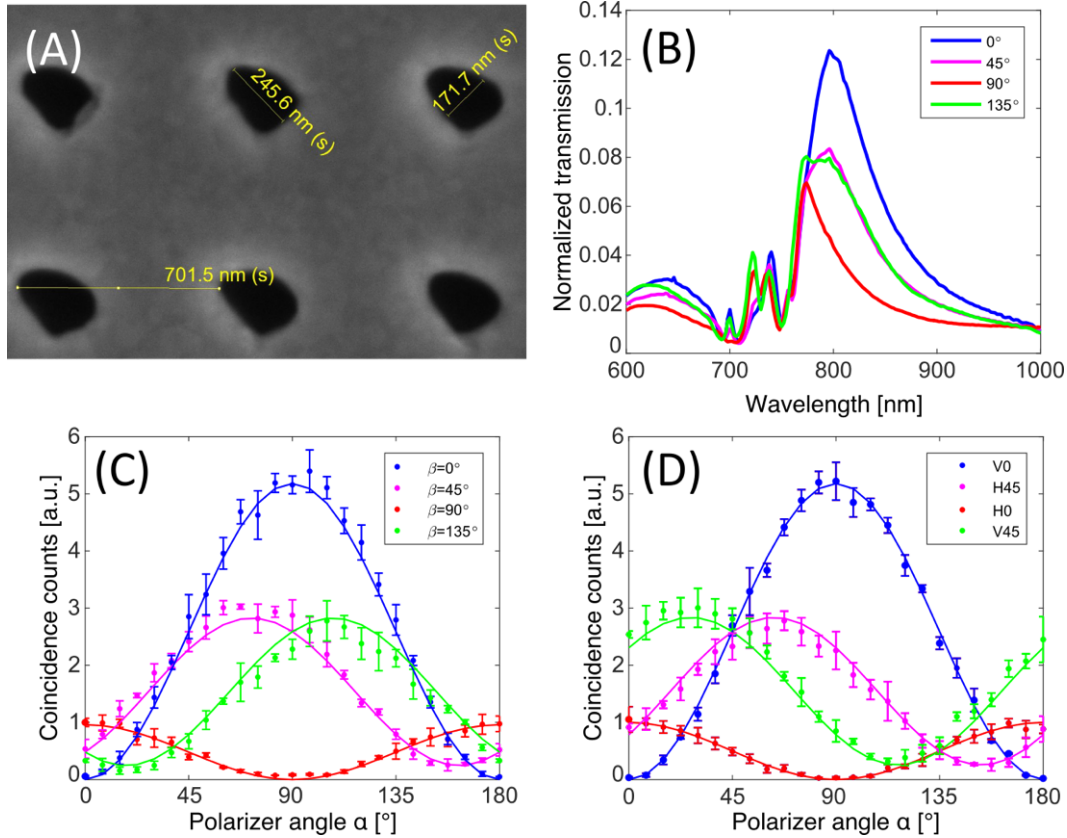 (A)
245.6 nm (s)
171.7 nm (s)
701.5 nm (s)
(B)
0.14
0.12
0.1
0.08
0.06
0.04
0.02
0
600
700
800
900
1000
Normalized transmission
Wavelength [nm]
0°
45°
90°
135°
(C)
6
5
4
3
2
1
0
0
45
90
135
180
Coincidence counts [a.u.]
Polarizer angle α [°]
β=0°
β=45°
β=90°
β=135°
(D)
6
5
4
3
2
1
0
0
45
90
135
180
Coincidence counts [a.u.]
Polarizer angle α [°]
V0
H45
H0
V45